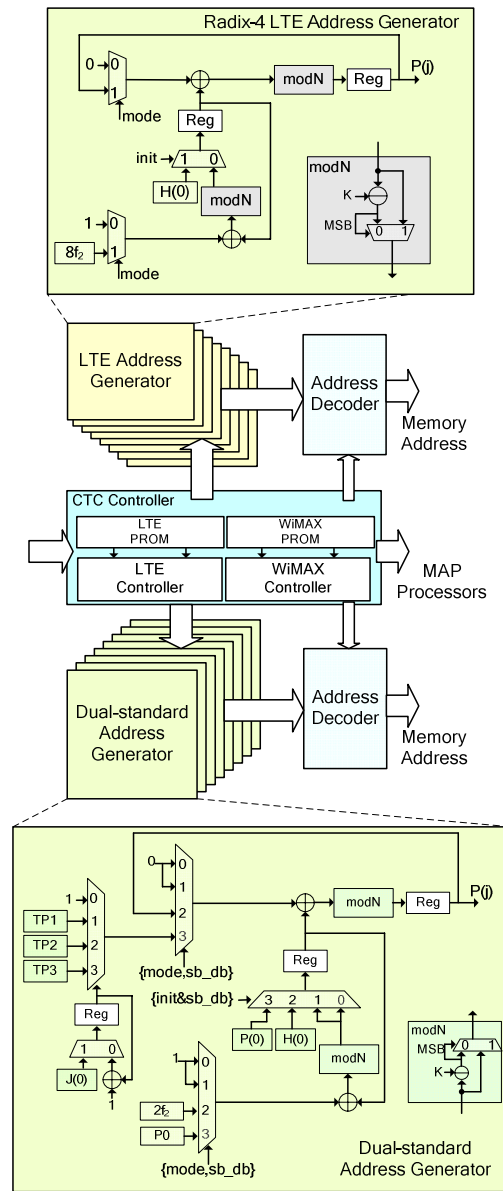 Radix-4 LTE Address Generator
0
0
1
mode
modN
Reg
P(j)
Reg
init
1 0
H(0)
modN
1
0
8f2
1
mode
modN
K
MSB
0 1
LTE Address
Generator
Address
Decoder
Memory
Address
CTC Controller
LTE
PROM
WiMAX
PROM
LTE
Controller
WiMAX
Controller
MAP
Processors
Dual-standard
Address
Generator
Address
Decoder
Memory
Address
0
0
1
2
3
{mode,sb_db}
modN
Reg
P(j)
1
0
TP1
1
TP2
2
TP3
3
Reg
1 0
J(0)
1
Reg
{init&sb_db}
3 2 1 0
P(0)
H(0)
modN
1
0
1
2f2
2
P0
3
{mode,sb_db}
modN
MSB
0 1
K
Dual-standard
Address Generator